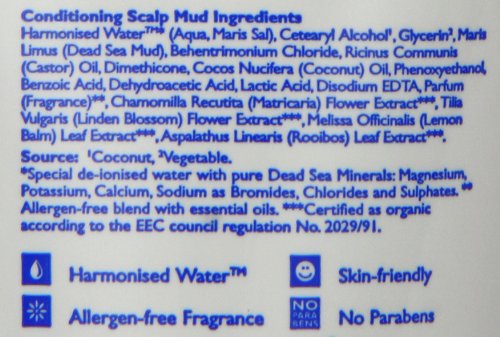 Conditioning Scalp Mud Ingredients
Harmonised Water™* (Aqua, Maris Sal), Cetearyl Alcohol¹, Glycerin², Maris
Limus (Dead Sea Mud), Behentrimonium Chloride, Ricinus Communis
(Castor) Oil, Dimethicone, Cocos Nucifera (Coconut) Oil, Phenoxyethanol,
Benzoic Acid, Dehydroacetic Acid, Lactic Acid, Disodium EDTA, Parfum
(Fragrance)**, Chamomilla Recutita (Matricaria) Flower Extract***, Tilia
Vulgaris (Linden Blossom) Flower Extract***, Melissa Officinalis (Lemon
Balm) Leaf Extract***, Aspalathus Linearis (Rooibos) Leaf Extract***.
Source: ¹Coconut, ²Vegetable.
*Special de-ionised water with pure Dead Sea Minerals: Magnesium,
Potassium, Calcium, Sodium as Bromides, Chlorides and Sulphates. **
Allergen-free blend with essential oils. ***Certified as organic
according to the EEC council regulation No. 2029/91.
Harmonised Water™
Skin-friendly
Allergen-free Fragrance
NO
PARA
BENS
No Parabens